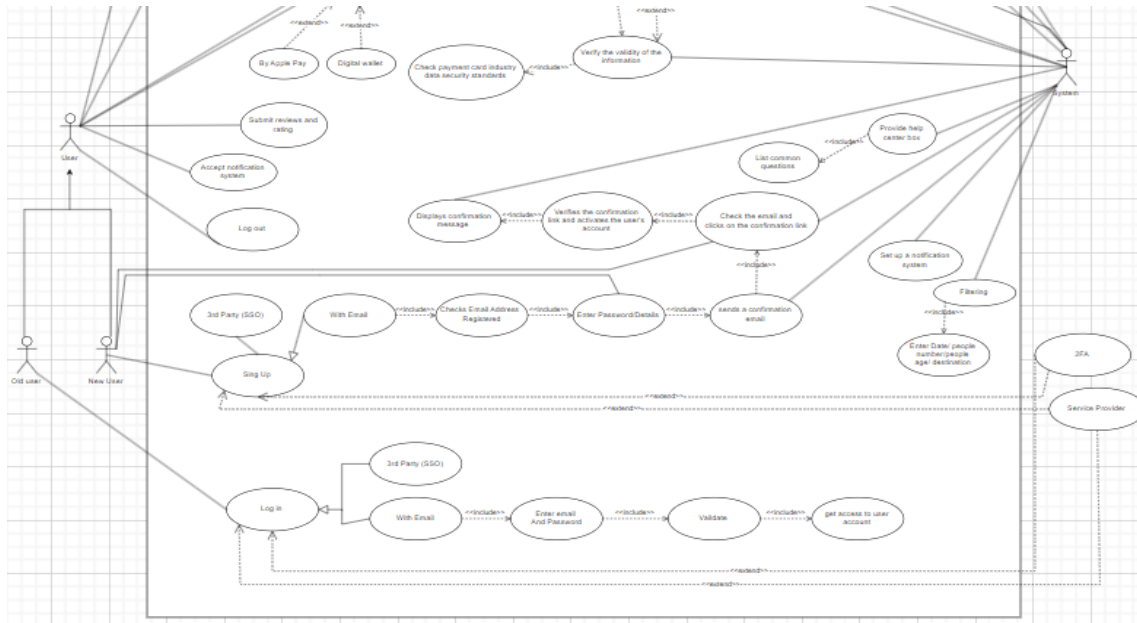 <<extend>>
<<extend>>
By Apple Pay
Digital wallet
Check payment card industry
data security standards
<<include>>
Verify the validity of the
information
System
User
Submit reviews and
rating
Accept notification
system
Log out
Provide help
center box
<<include>>
List common
questions
Displays confirmation
message
<<include>>
Verifies the confirmation
link and activates the user's
account
<<include>>
Check the email and
clicks on the confirmation link
<<include>>
Set up a notification
system
Filtering
<<include>>
Enter Date/ people
number/people
age/ destination
3rd Party (SSO)
With Email
<<include>>
Checks Email Address
Registered
<<include>>
Enter Password/Details
<<include>>
sends a confirmation
email
Old user
New User
Sing Up
2FA
Service Provider
<<extend>>
<<extend>>
3rd Party (SSO)
Log in
With Email
<<include>>
Enter email
And Password
<<include>>
Validate
<<include>>
get access to user
account
<<extend>>
<<extend>>